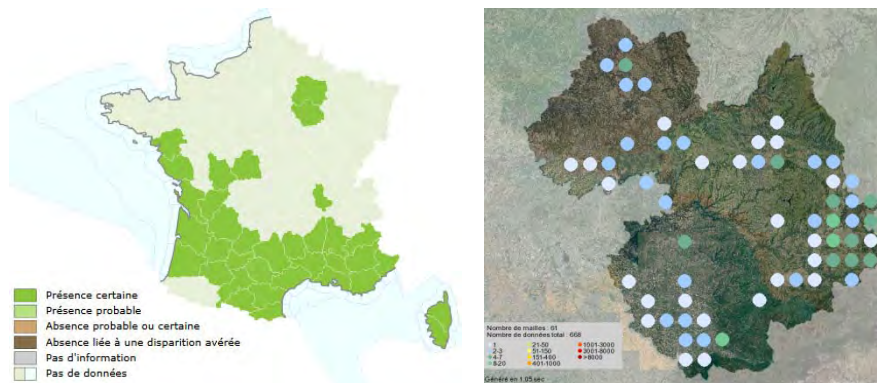 Présence certaine
Présence probable
Absence probable ou certaine
Absence liée à une disparition avérée
Pas d'information
Pas de données
Nombre de mailles : 61
Nombre de données total : 668
1 21-50 1001-3000
2-3 51-150 3001-8000
4-7 151-400 >8000
8-20 401-1000
Généré en 1.05 sec